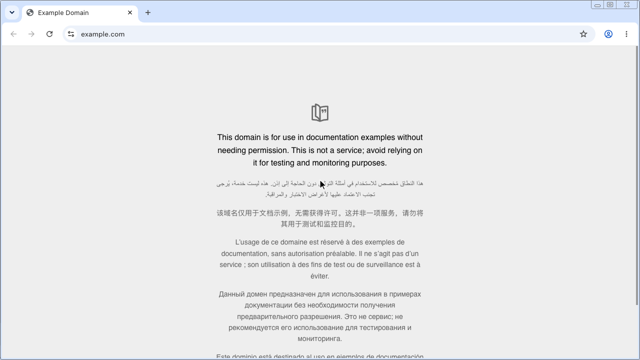 Example Domain
example.com
This domain is for use in documentation examples without
needing permission. This is not a service; avoid relying on
it for testing and monitoring purposes.
هذا النطاق مُخصص للاستخدام في أمثلة دون الحاجة إلى إذن. هذه ليست خدمة، يُرجى
تجنب الاعتماد عليها لأغراض الاختبار والمراقبة.
该域名仅用于文档示例，无需获得许可。这并非一项服务，请勿将
其用于测试和监控目的。
L'usage de ce domaine est réservé à des exemples de
documentation, sans autorisation préalable. Il ne s'agit pas d'un
service ; son utilisation à des fins de test ou de surveillance est à
éviter.
Данный домен предназначен для использования в примерах
документации без необходимости получения
предварительного разрешения. Это не сервис; не
рекомендуется его использование для тестирования и
мониторинга.
Este dominio está destinado al uso en ejemplos de documentación